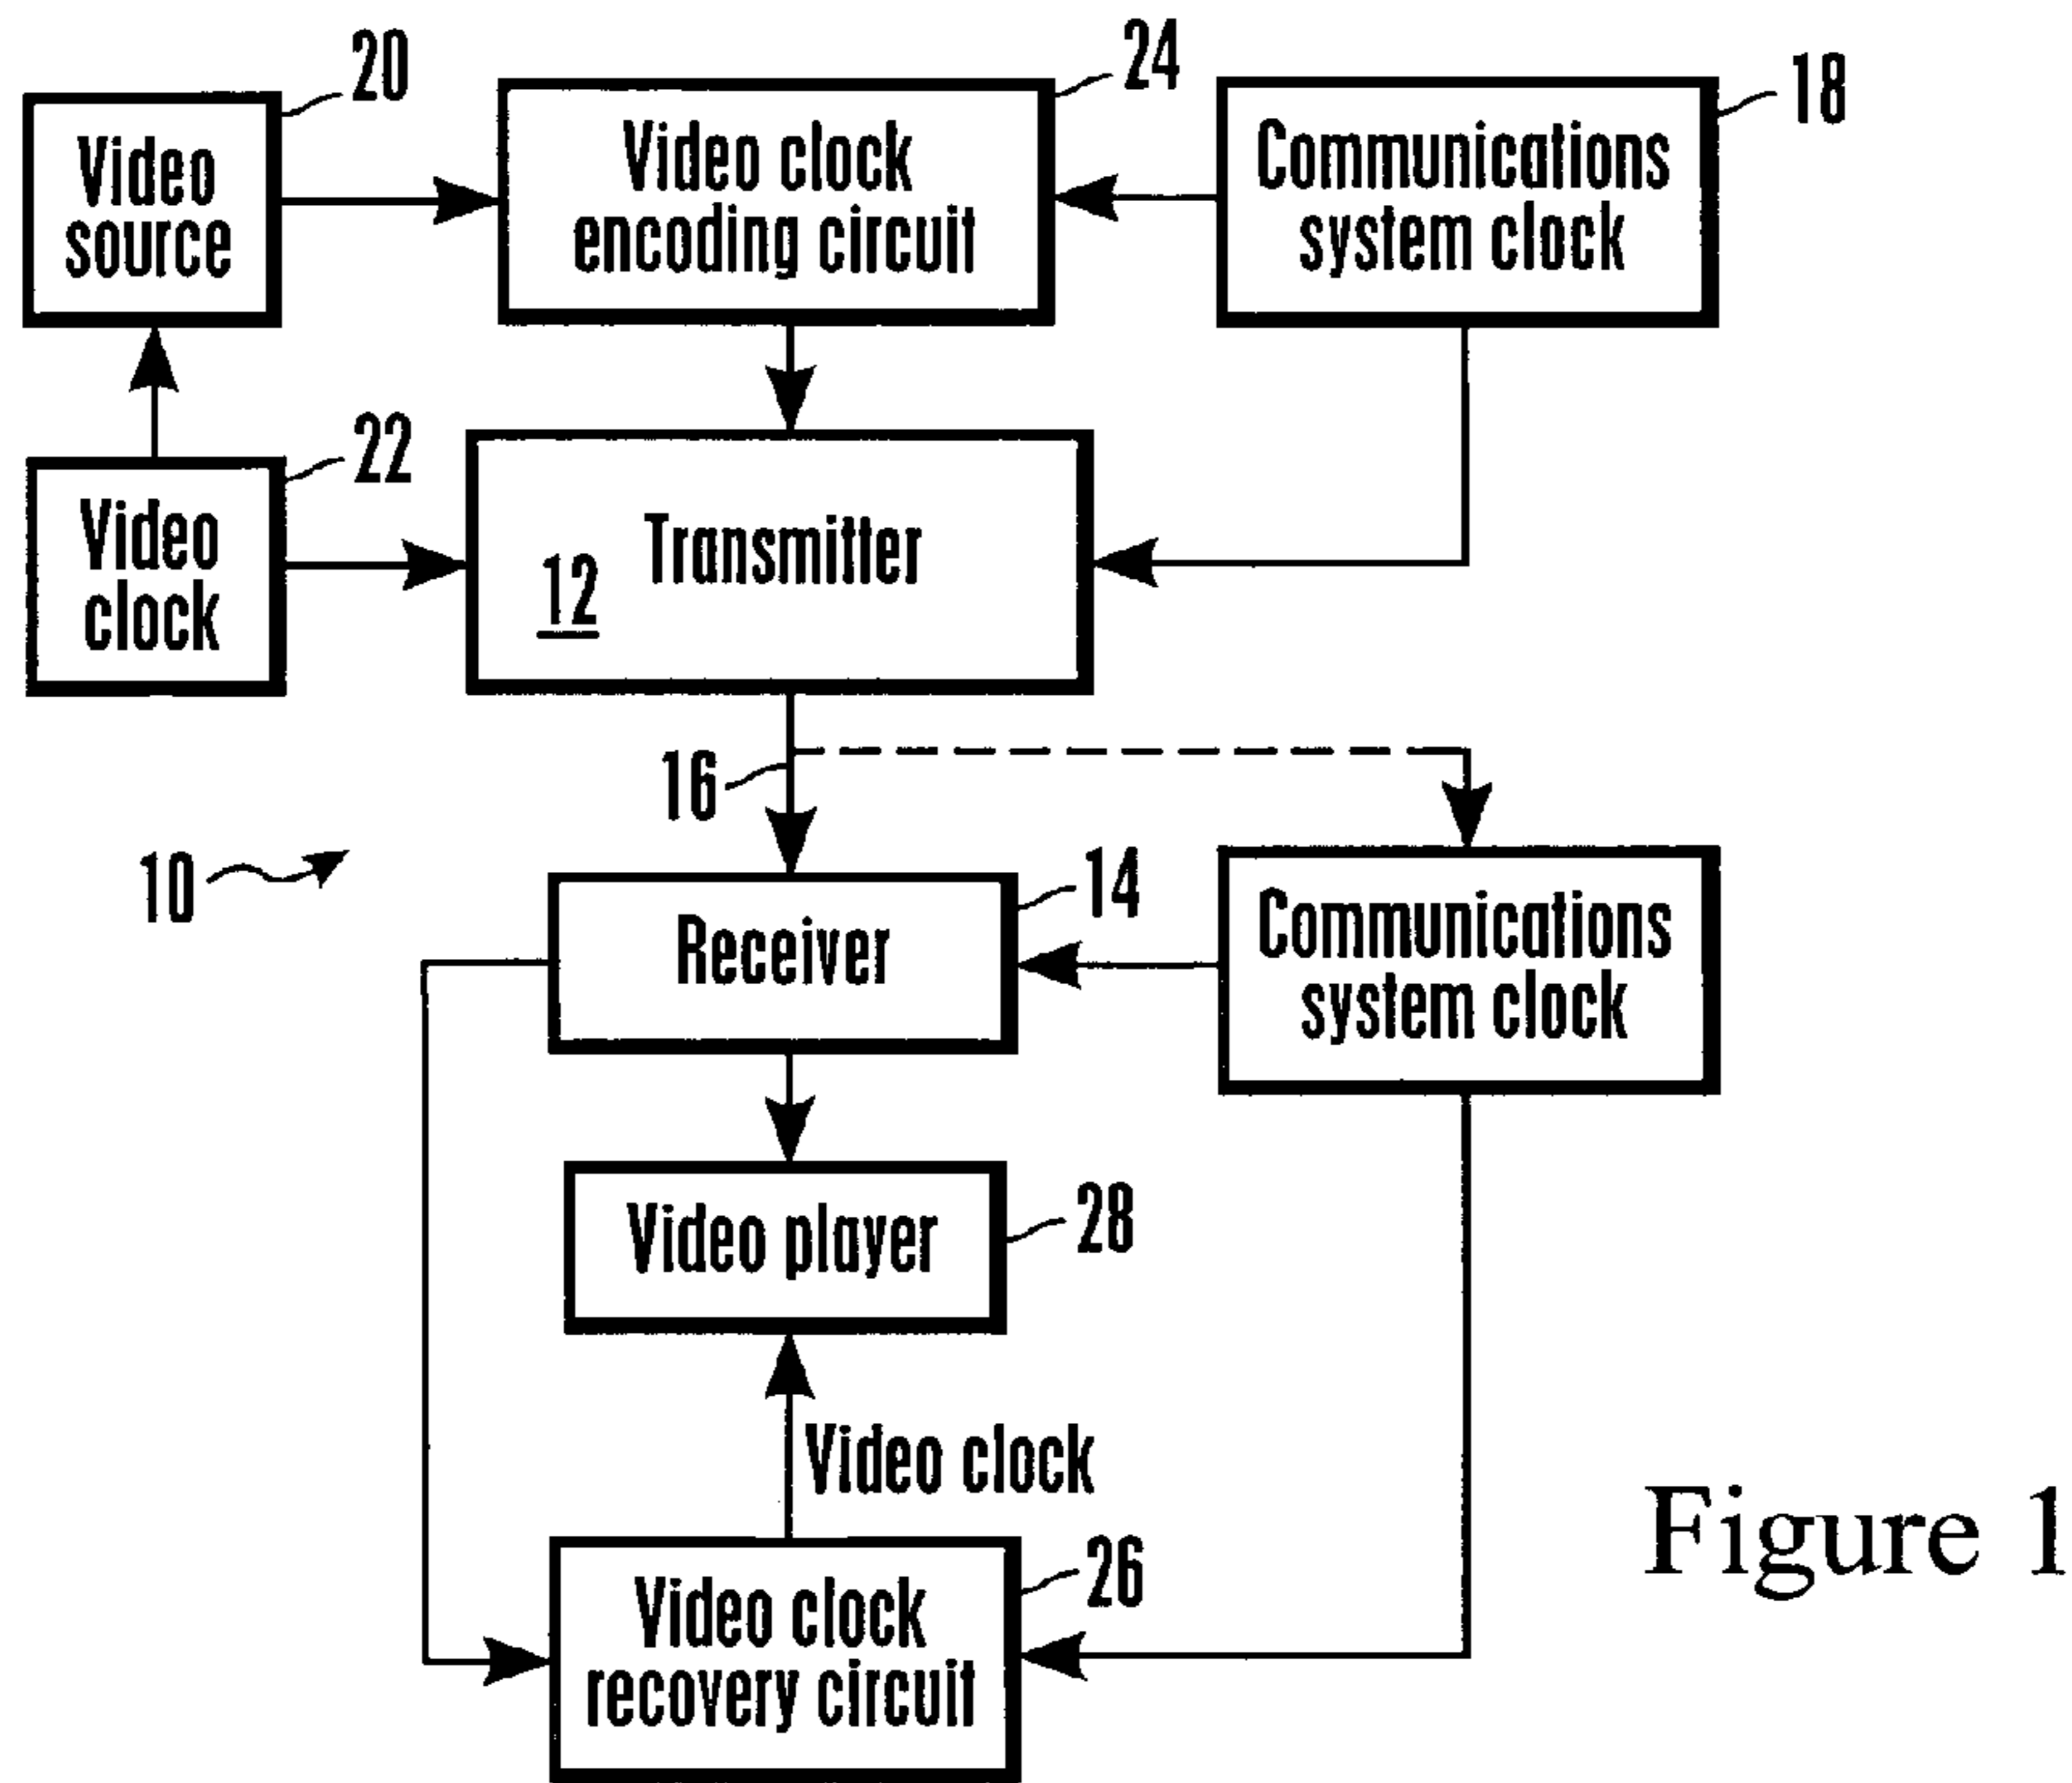 20
24
18
Video
source
Video clock
encoding circuit
Communications
system clock
22
Video
clock
Transmitter
12
16
10
14
Receiver
Communications
system clock
Video player
28
Video clock
26
Video clock
recovery circuit
Figure 1